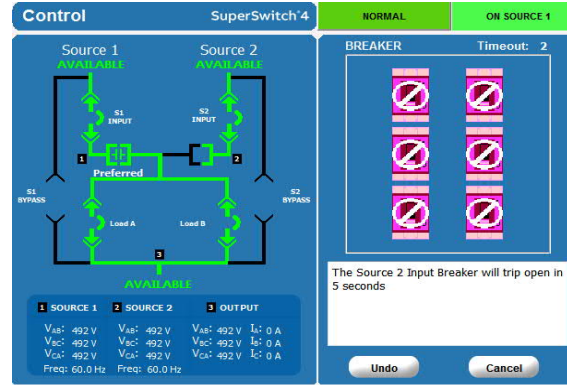 Control SuperSwitch®4
NORMAL ON SOURCE 1
Source 1 Source 2
AVAILABLE AVAILABLE
BREAKER Timeout: 2
S1
INPUT
S2
INPUT
1 2
Preferred
S1
BYPASS
S2
BYPASS
Load A Load B
3
AVAILABLE
The Source 2 Input Breaker will trip open in
5 seconds
1 SOURCE 1 2 SOURCE 2 3 OUTPUT
VAB: 492 V VAB: 492 V VAB: 492 V IA: 0 A
VBC: 492 V VBC: 492 V VBC: 492 V IB: 0 A
VCA: 492 V VCA: 492 V VCA: 492 V IC: 0 A
Freq: 60.0 Hz Freq: 60.0 Hz
Undo Cancel